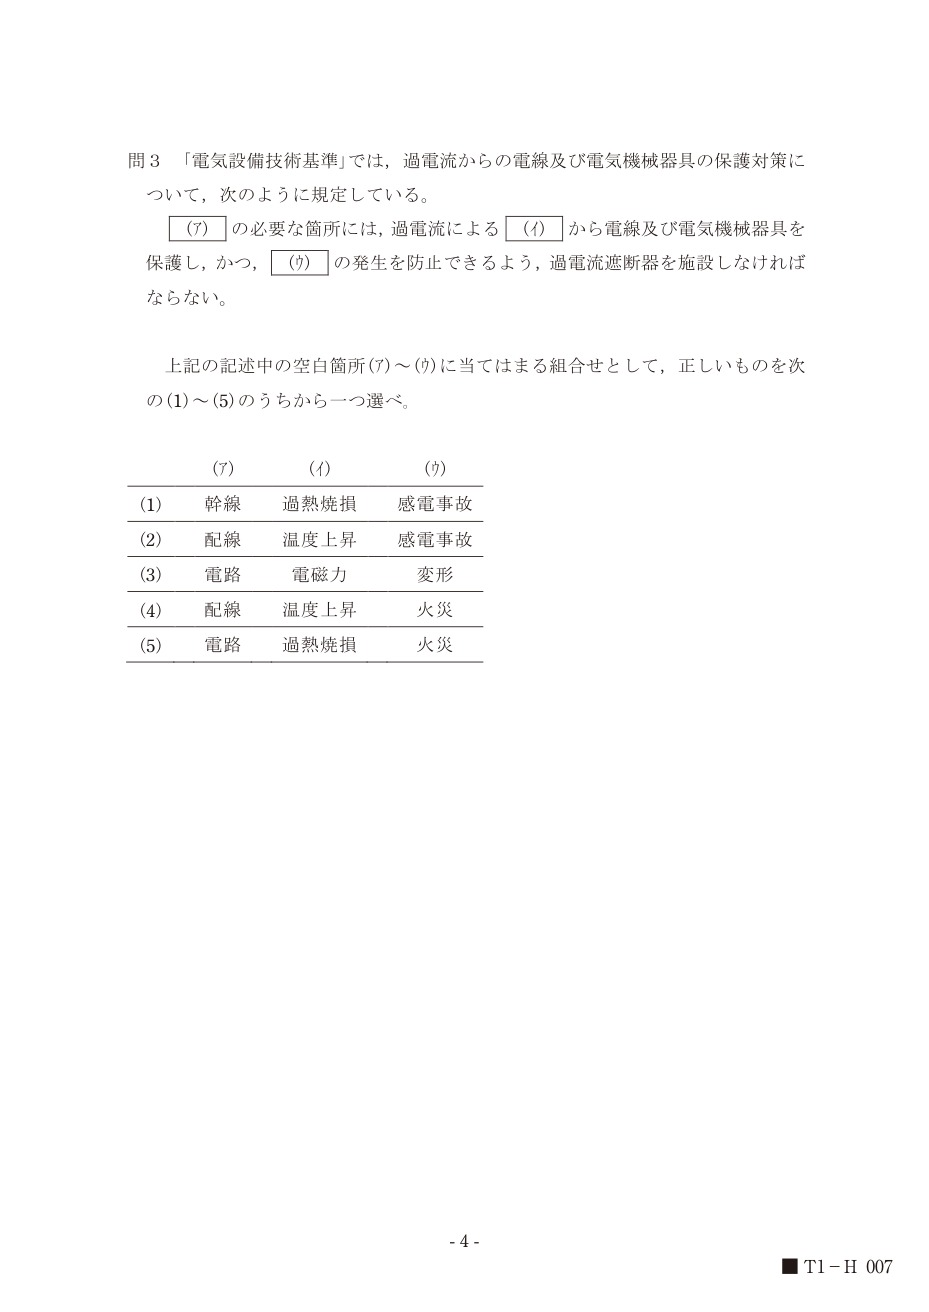 問3 「電気設備技術基準」では，過電流からの電線及び電気機械器具の保護対策に
ついて，次のように規定している。
(ア) の必要な箇所には，過電流による (イ) から電線及び電気機械器具を
保護し，かつ， (ウ) の発生を防止できるよう，過電流遮断器を施設しなければ
ならない。
上記の記述中の空白箇所(ア)～(ウ)に当てはまる組合せとして，正しいものを次
の(1)～(5)のうちから一つ選べ。
(ア) (イ) (ウ)
(1) 幹線 過熱焼損 感電事故
(2) 配線 温度上昇 感電事故
(3) 電路 電磁力 変形
(4) 配線 温度上昇 火災
(5) 電路 過熱焼損 火災
- 4 -
■ T1－H 007